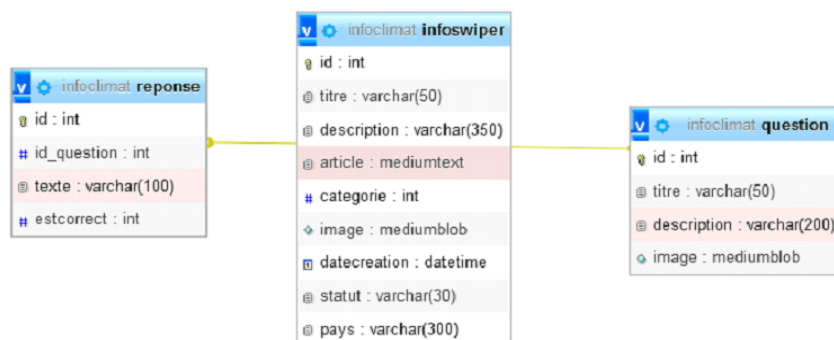 infoclimat reponse
id : int
id_question : int
texte : varchar(100)
estcorrect : int
infoclimat infoswiper
id : int
titre : varchar(50)
description : varchar(350)
article : mediumtext
categorie : int
image : mediumblob
datecreation : datetime
statut : varchar(30)
pays : varchar(300)
infoclimat question
id : int
titre : varchar(50)
description : varchar(200)
image : mediumblob